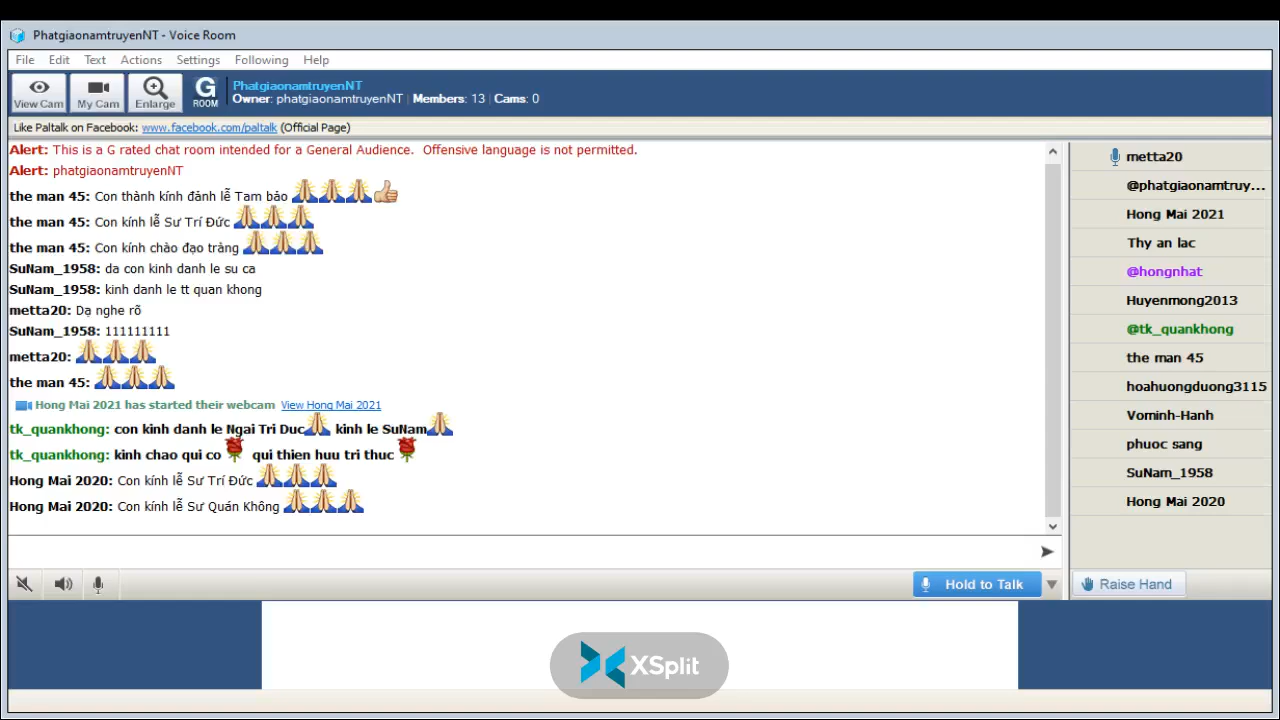 PhatgiaonamtruyenNT - Voice Room
File Edit Text Actions Settings Following Help
View Cam My Cam Enlarge G ROOM
PhatgiaonamtruyenNT
Owner: phatgiaonamtruyenNT | Members: 13 | Cams: 0
Like Paltalk on Facebook: www.facebook.com/paltalk (Official Page)
Alert: This is a G rated chat room intended for a General Audience. Offensive language is not permitted.
Alert: phatgiaonamtruyenNT
the man 45: Con thành kính đảnh lễ Tam bảo
the man 45: Con kính lễ Sư Trí Đức
the man 45: Con kính chào đạo tràng
SuNam_1958: da con kinh danh le su ca
SuNam_1958: kinh danh le tt quan khong
metta20: Dạ nghe rõ
SuNam_1958: 111111111
metta20:
the man 45:
Hong Mai 2021 has started their webcam View Hong Mai 2021
tk_quankhong: con kinh danh le Ngai Tri Duc kinh le SuNam
tk_quankhong: kinh chao qui co qui thien huu tri thuc
Hong Mai 2020: Con kính lễ Sư Trí Đức
Hong Mai 2020: Con kính lễ Sư Quán Không
Hold to Talk
metta20
@phatgiaonamtruy...
Hong Mai 2021
Thy an lac
@hongnhat
Huyenmong2013
@tk_quankhong
the man 45
hoahuongduong3115
Vominh-Hanh
phuoc sang
SuNam_1958
Hong Mai 2020
Raise Hand
XSplit